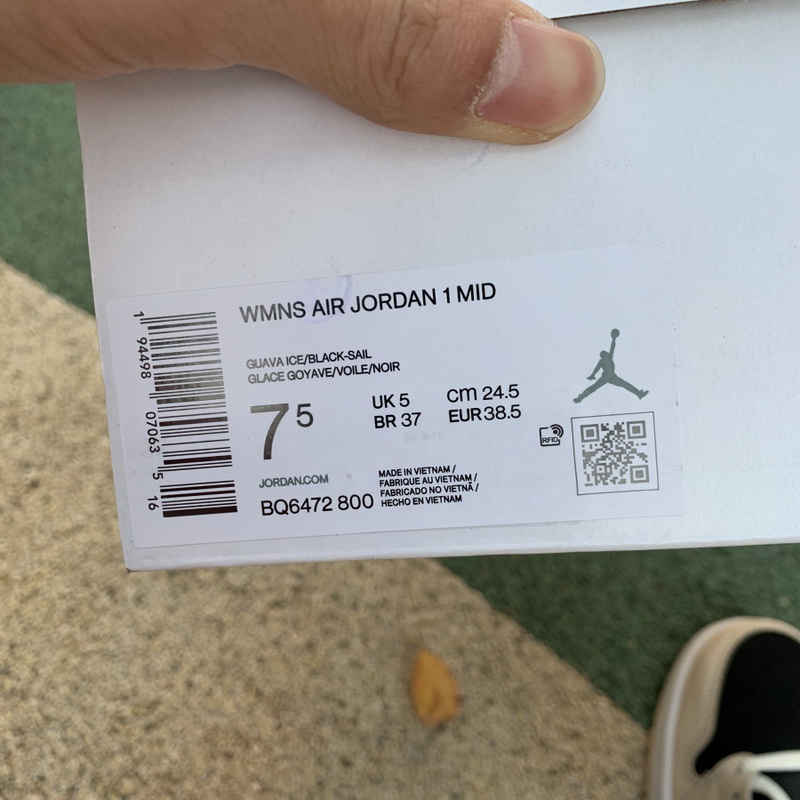 WMNS AIR JORDAN 1 MID
GUAVA ICE/BLACK-SAIL
GLACE GOYAVE/VOILE/NOIR
7 5
UK 5
BR 37
cm 24.5
EUR 38.5
RFID
JORDAN.COM
BQ6472 800
MADE IN VIETNAM /
FABRIQUE AU VIETNAM /
FABRICADO NO VIETNÃ /
HECHO EN VIETNAM
1 94498 07063 5 16